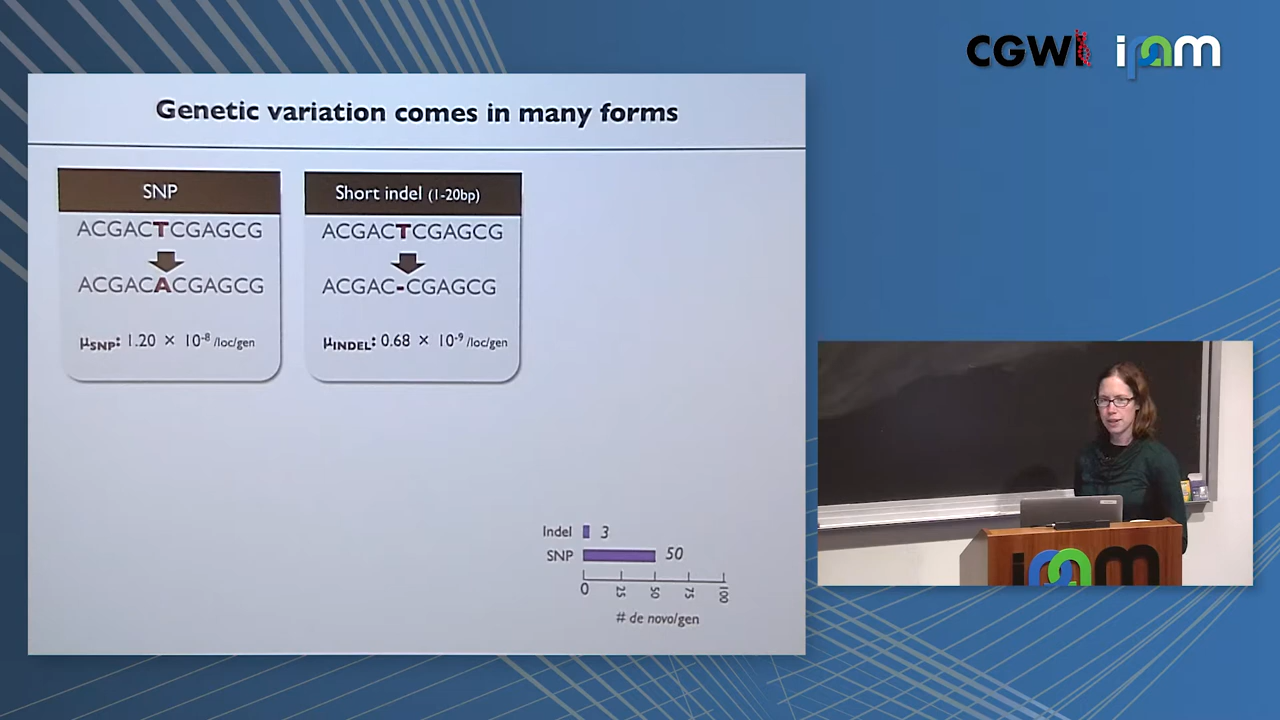 CGWI ipam
Genetic variation comes in many forms
SNP
ACGACTCGAGCG
ACGACACGAGCG
μSNP: 1.20 × 10-8 /loc/gen
Short indel (1-20bp)
ACGACTCGAGCG
ACGAC-CGAGCG
μINDEL: 0.68 × 10-9 /loc/gen
Indel 3
SNP 50
0 25 50 75 100
# de novo/gen
ipam